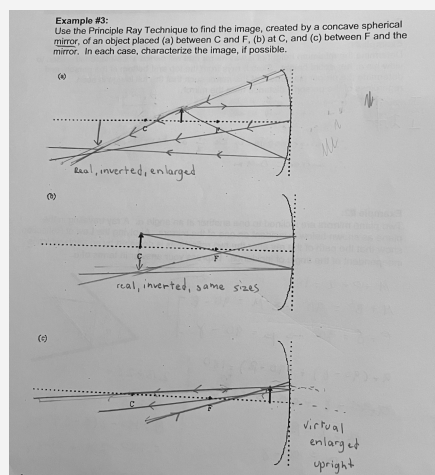 Example #3:
Use the Principle Ray Technique to find the image, created by a concave spherical
mirror, of an object placed (a) between C and F, (b) at C, and (c) between F and the
mirror. In each case, characterize the image, if possible.
(a)
C
F
Real, inverted, enlarged
(b)
C
F
real, inverted, same sizes
(c)
C
F
virtual
enlarged
upright